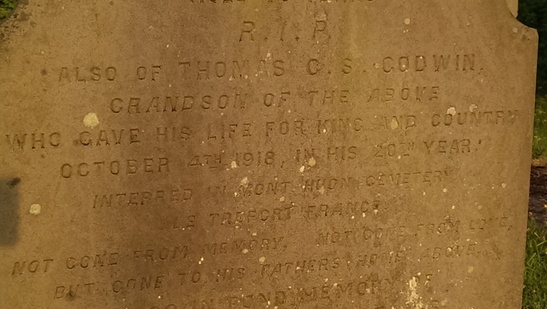 R.I.P
ALSO OF THOMAS G.S. GODWIN.
GRANDSON OF THE ABOVE
WHO GAVE HIS LIFE FOR KING AND COUNTRY
OCTOBER 4TH 1918, IN HIS 20TH YEAR.
INTERRED IN MONT HUON CEMETERY
LE TREPORT FRANCE.
NOT GONE FROM MEMORY, NOT GONE FROM LOVE,
BUT GONE TO HIS FATHERS HOME ABOVE.
MEMORY OF